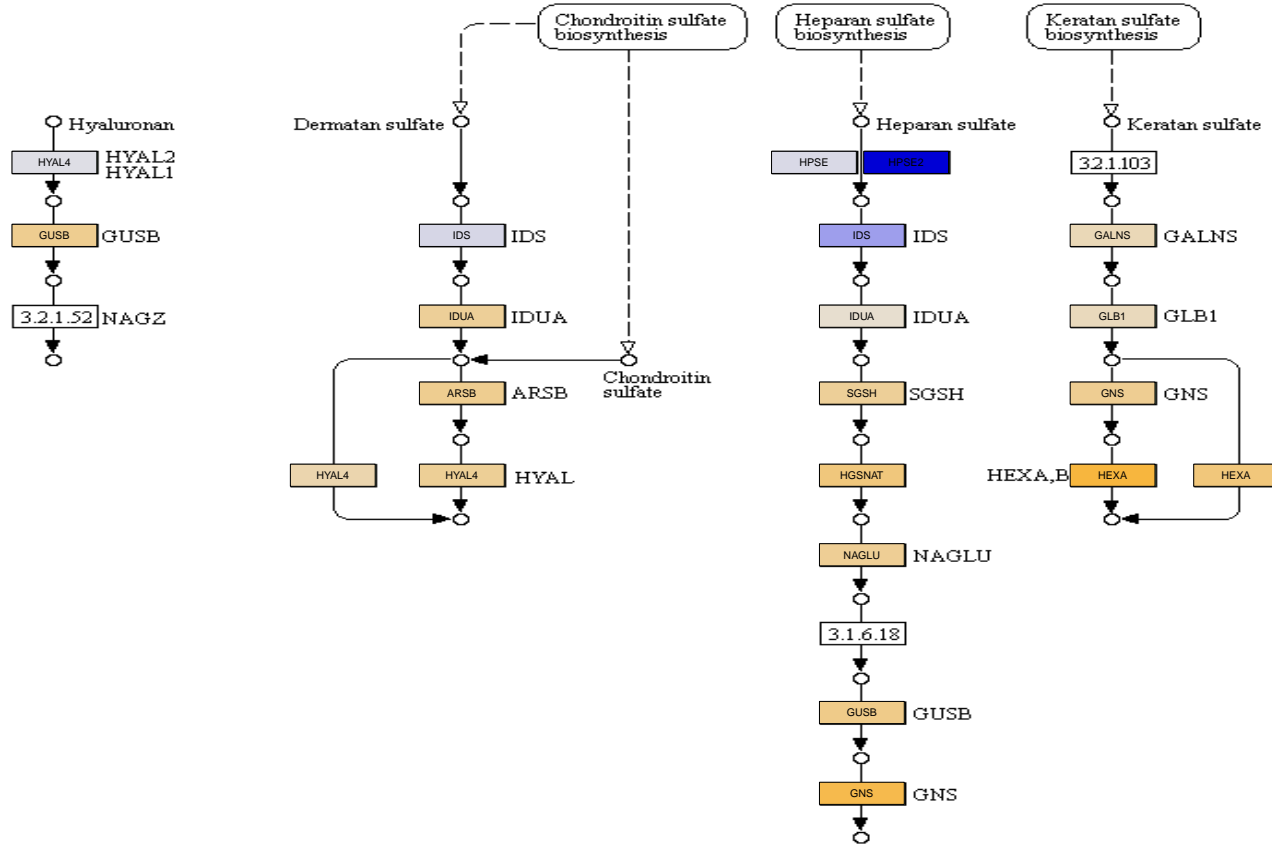 Chondroitin sulfate
biosynthesis
Heparan sulfate
biosynthesis
Keratan sulfate
biosynthesis
Hyaluronan
Dermatan sulfate
Heparan sulfate
Keratan sulfate
HYAL4
HYAL2
HYAL1
HPSE
HPSE2
3.2.1.103
GUSB
GUSB
IDS
IDS
IDS
IDS
GALNS
GALNS
3.2.1.52
NAGZ
IDUA
IDUA
IDUA
IDUA
GLB1
GLB1
Chondroitin
sulfate
ARSB
ARSB
SGSH
SGSH
GNS
GNS
HYAL4
HYAL4
HYAL
HGSNAT
HEXA,B
HEXA
HEXA
NAGLU
NAGLU
3.1.6.18
GUSB
GUSB
GNS
GNS